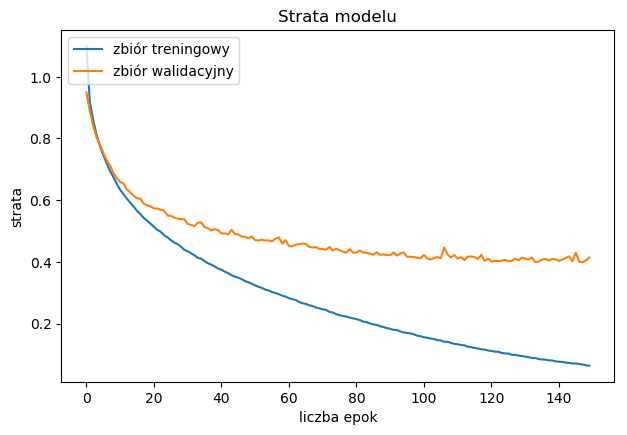 Strata modelu
zbiór treningowy
zbiór walidacyjny
strata
1.0
0.8
0.6
0.4
0.2
0 20 40 60 80 100 120 140
liczba epok